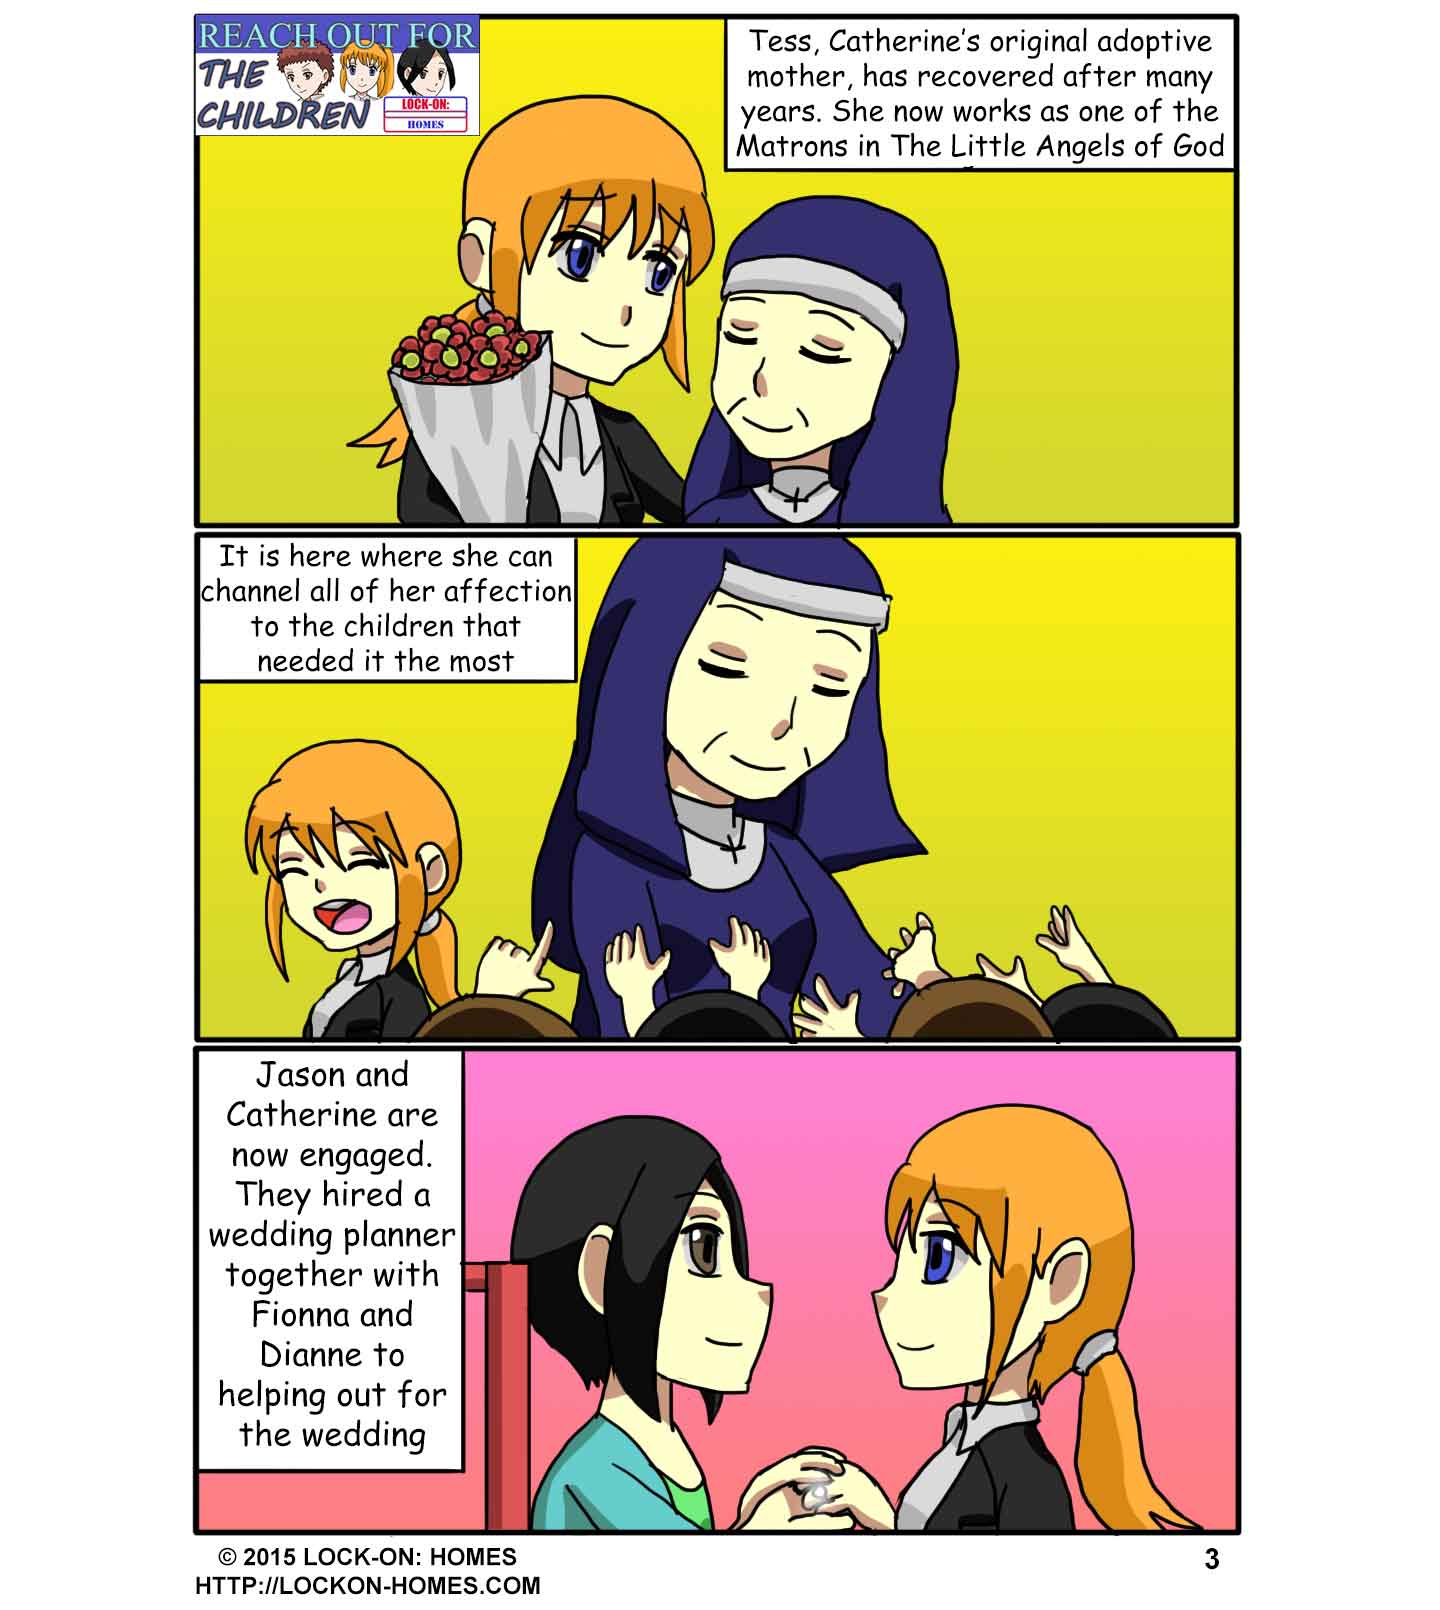 REACH OUT FOR
THE
CHILDREN
LOCK-ON:
HOMES
Tess, Catherine's original adoptive
mother, has recovered after many
years. She now works as one of the
Matrons in The Little Angels of God
It is here where she can
channel all of her affection
to the children that
needed it the most
Jason and
Catherine are
now engaged.
They hired a
wedding planner
together with
Fionna and
Dianne to
helping out for
the wedding
© 2015 LOCK-ON: HOMES
HTTP://LOCKON-HOMES.COM
3